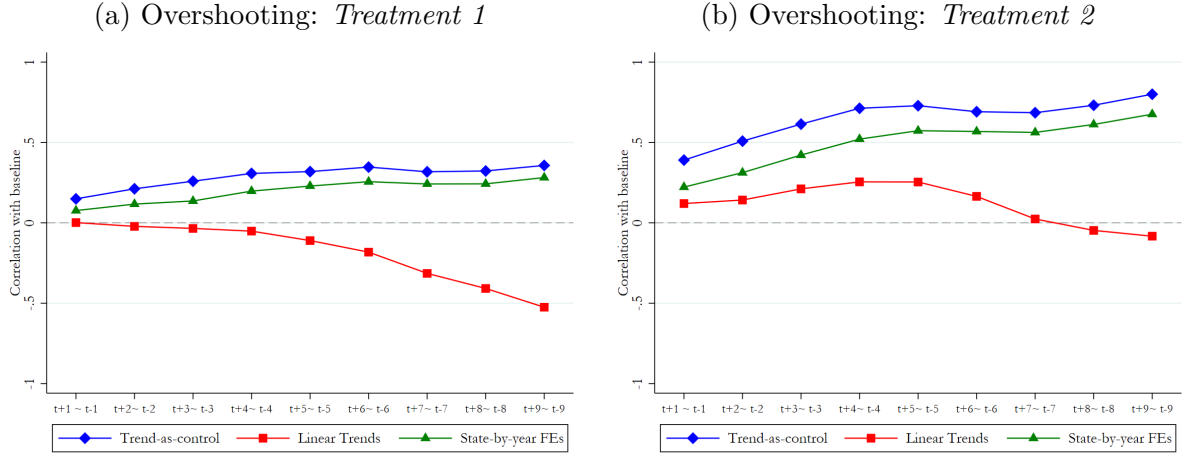 (a) Overshooting: Treatment 1
Correlation with baseline
1
.5
0
-.5
-1
t+1 ~ t-1 t+2~ t-2 t+3~ t-3 t+4~ t-4 t+5~ t-5 t+6~ t-6 t+7~ t-7 t+8~ t-8 t+9~ t-9
Trend-as-control Linear Trends State-by-year FEs
(b) Overshooting: Treatment 2
Correlation with baseline
1
.5
0
-.5
-1
t+1 ~ t-1 t+2~ t-2 t+3~ t-3 t+4~ t-4 t+5~ t-5 t+6~ t-6 t+7~ t-7 t+8~ t-8 t+9~ t-9
Trend-as-control Linear Trends State-by-year FEs